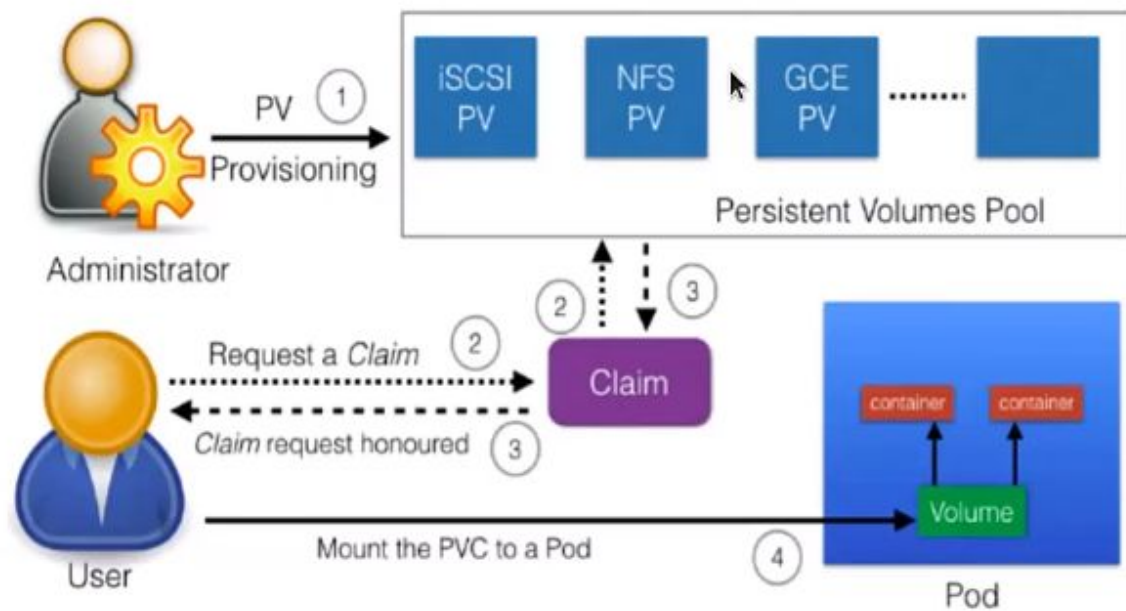 PV
1
Provisioning
Administrator
iSCSI
PV
NFS
PV
GCE
PV
Persistent Volumes Pool
2
3
Request a Claim
2
Claim
Claim request honoured
3
User
Mount the PVC to a Pod
4
container
container
Volume
Pod